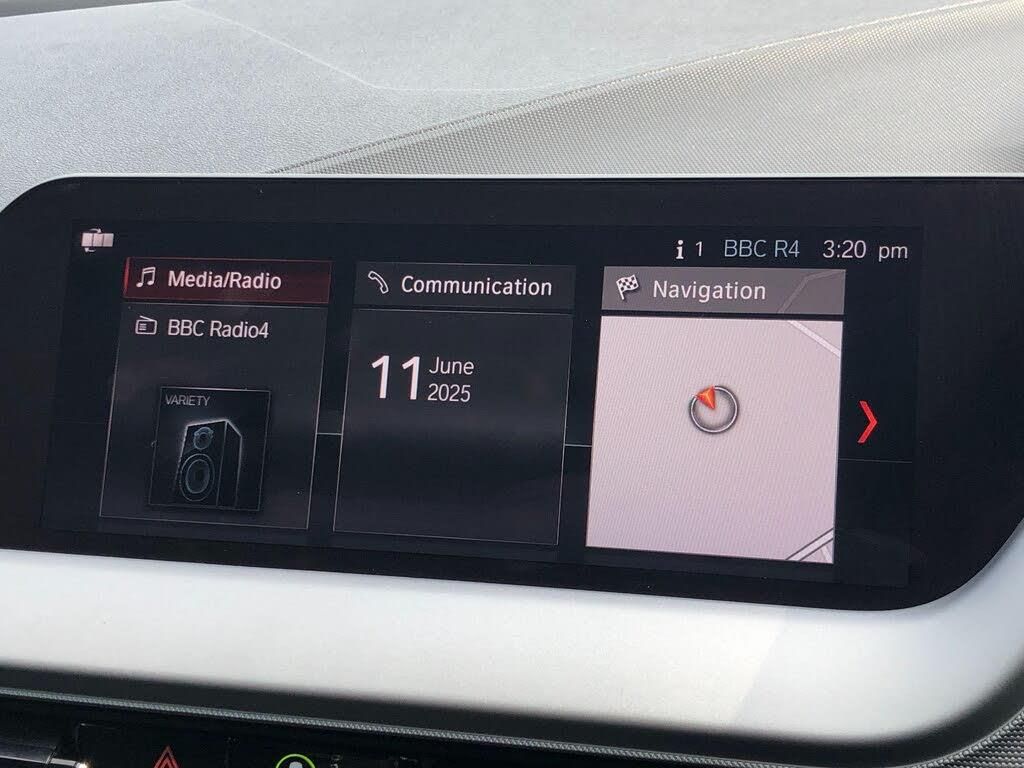 i 1 BBC R4 3:20 pm
Media/Radio
BBC Radio4
VARIETY
Communication
11 June
2025
Navigation